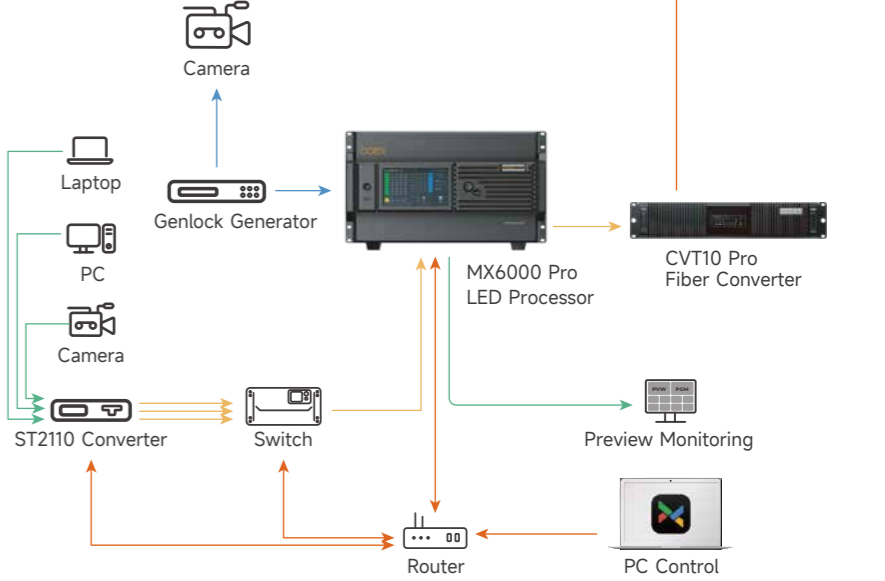 Camera
Laptop
Genlock Generator
PC
MX6000 Pro
LED Processor
CVT10 Pro
Fiber Converter
Camera
PVW PGM
ST2110 Converter
Switch
Preview Monitoring
Router
PC Control